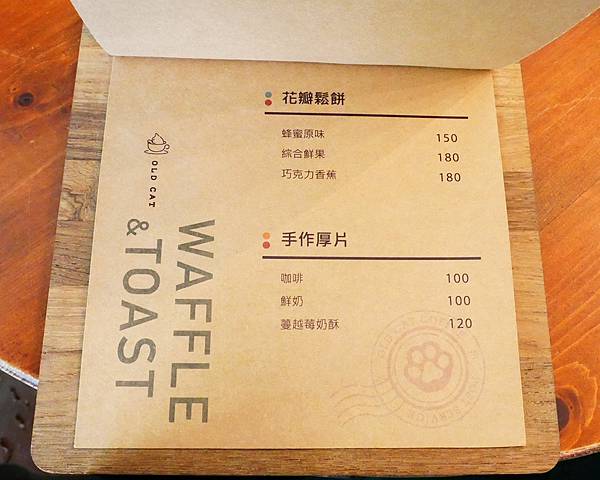 花瓣鬆餅
蜂蜜原味 150
綜合鮮果 180
巧克力香蕉 180
手作厚片
咖啡 100
鮮奶 100
蔓越莓奶酥 120
OLD CAT
WAFFLE
& TOAST